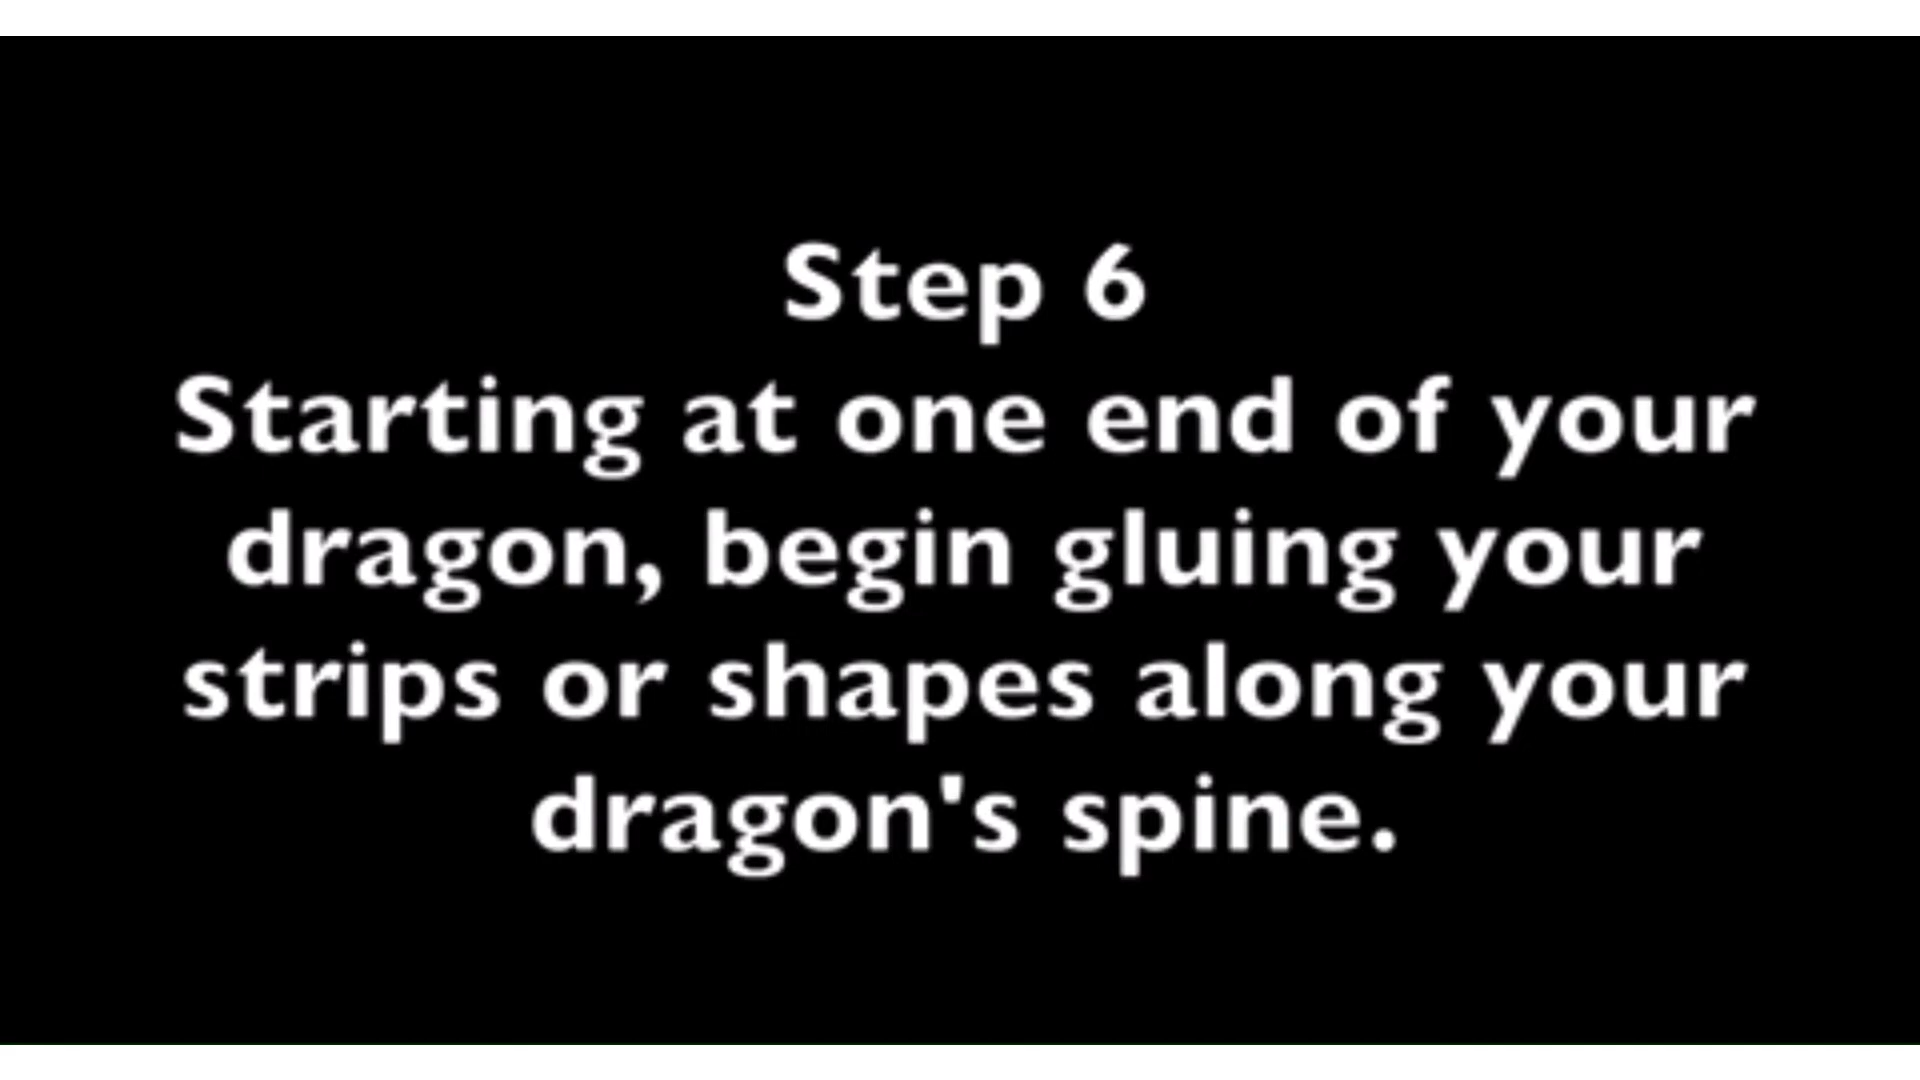 Step 6
Starting at one end of your
dragon, begin gluing your
strips or shapes along your
dragon's spine.